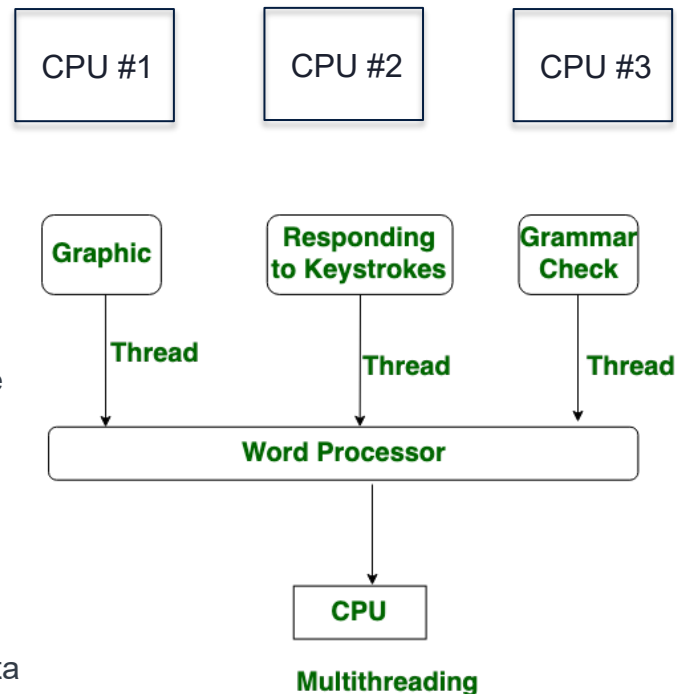 CPU #1
CPU #2
CPU #3
Graphic
Responding
to Keystrokes
Grammar
Check
Thread
Thread
Thread
Word Processor
CPU
Multithreading